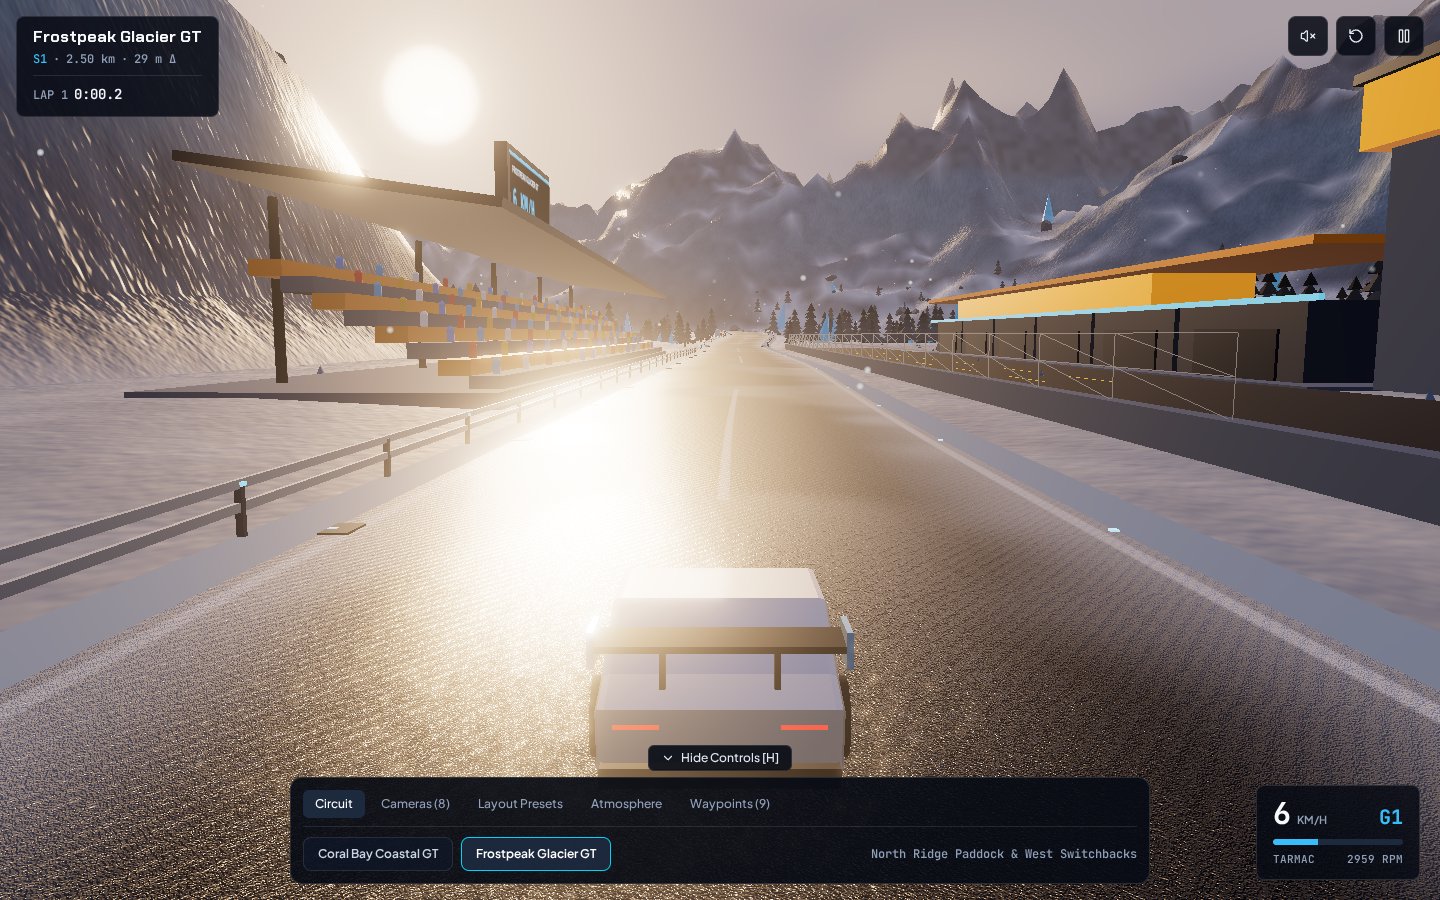 Frostpeak Glacier GT
S1 · 2.50 km · 29 m Δ
LAP 1 0:00.2
6 KM/H
Hide Controls [H]
Circuit
Cameras (8)
Layout Presets
Atmosphere
Waypoints (9)
Coral Bay Coastal GT
Frostpeak Glacier GT
North Ridge Paddock & West Switchbacks
6 KM/H
G1
TARMAC
2959 RPM